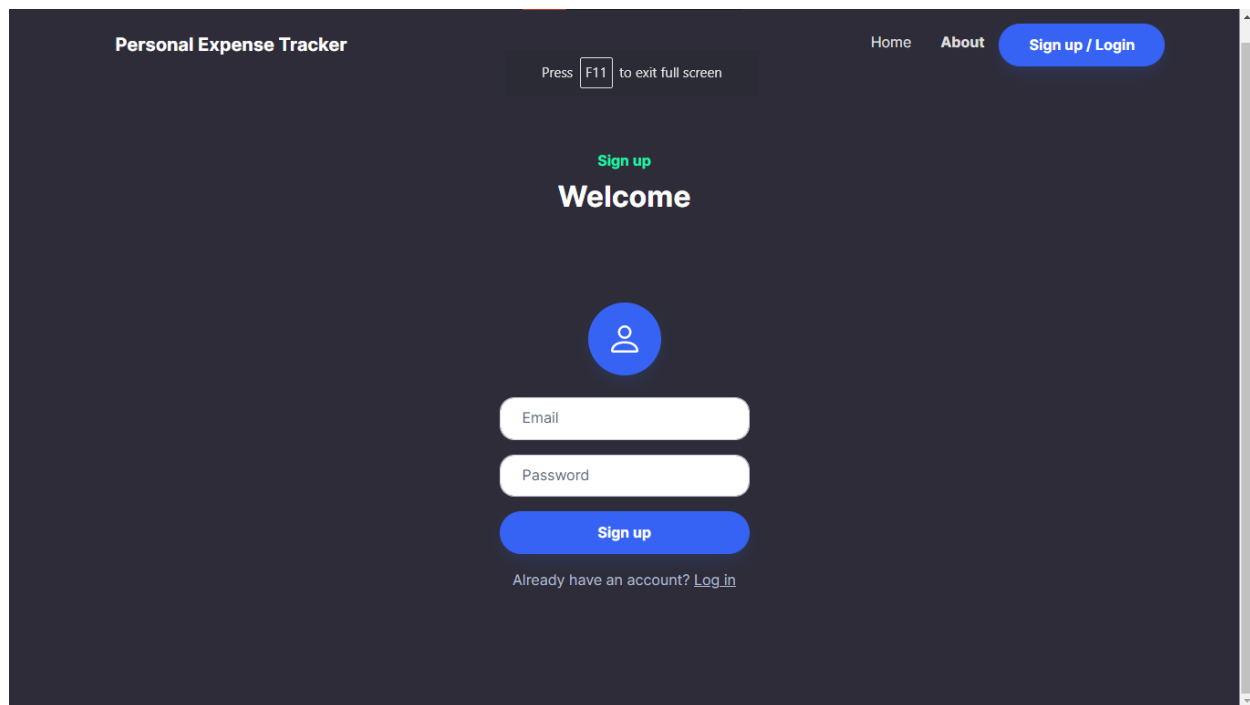 Personal Expense Tracker
Home About Sign up / Login
Press F11 to exit full screen
Sign up
Welcome
Email
Password
Sign up
Already have an account? Log in